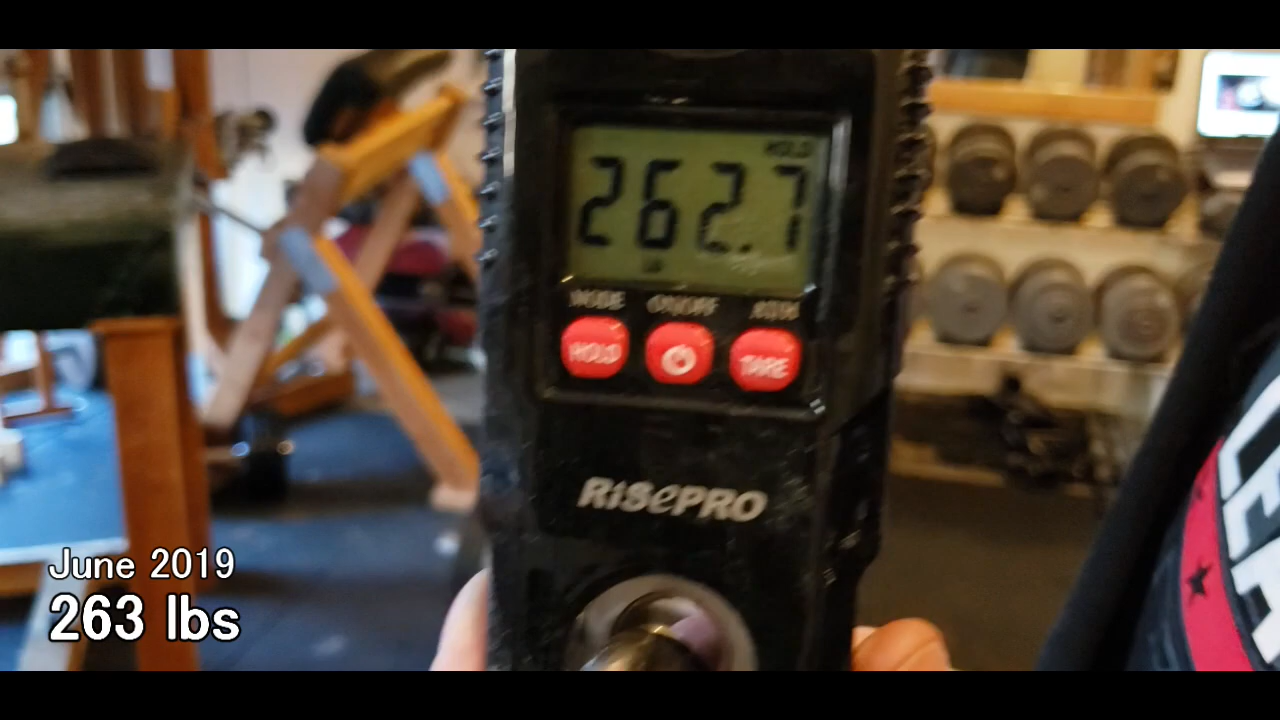 HOLD
262.7
MODE ON/OFF
HOLD TARE
RISePRO
June 2019
263 lbs